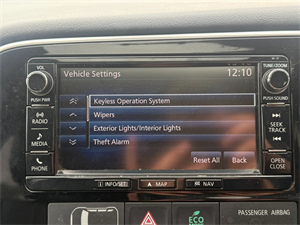 VOL
TUNE/ZOOM
Vehicle Settings
12:10
PUSH PWR
PUSH SOUND
Keyless Operation System
RADIO
Wipers
SEEK
TRACK
Exterior Lights/Interior Lights
MEDIA
Theft Alarm
Reset All
Back
PHONE
OPEN
CLOSE
INFO/SET
MAP
NAV
ECO
PASSENGER AIRBAG